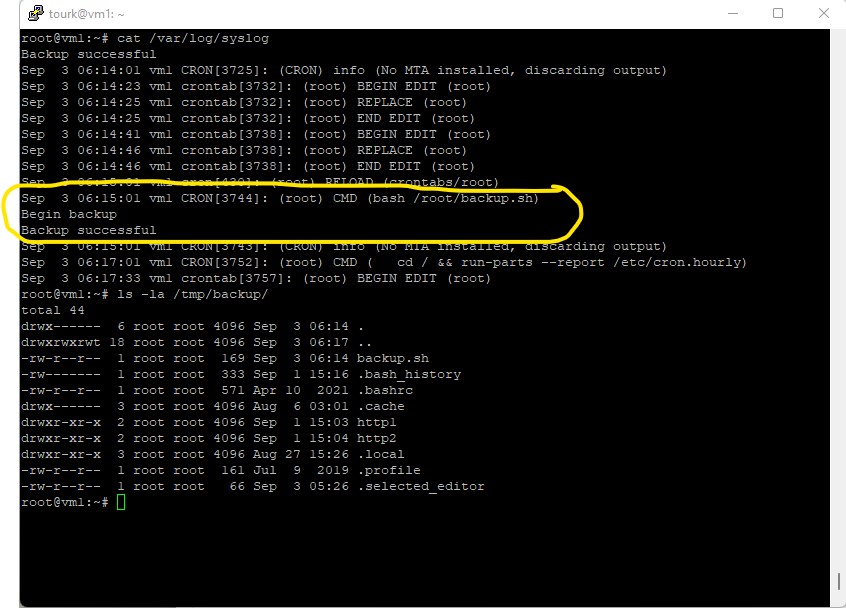 tourk@vm1: ~
root@vm1:~# cat /var/log/syslog
Backup successful
Sep  3 06:14:01 vm1 CRON[3725]: (CRON) info (No MTA installed, discarding output)
Sep  3 06:14:23 vm1 crontab[3732]: (root) BEGIN EDIT (root)
Sep  3 06:14:25 vm1 crontab[3732]: (root) REPLACE (root)
Sep  3 06:14:25 vm1 crontab[3732]: (root) END EDIT (root)
Sep  3 06:14:41 vm1 crontab[3738]: (root) BEGIN EDIT (root)
Sep  3 06:14:46 vm1 crontab[3738]: (root) REPLACE (root)
Sep  3 06:14:46 vm1 crontab[3738]: (root) END EDIT (root)
Sep  3 06:15:01 vm1 cron[430]: (root) RELOAD (crontabs/root)
Sep  3 06:15:01 vm1 CRON[3744]: (root) CMD (bash /root/backup.sh)
Begin backup
Backup successful
Sep  3 06:15:01 vm1 CRON[3743]: (CRON) info (No MTA installed, discarding output)
Sep  3 06:17:01 vm1 CRON[3752]: (root) CMD (   cd / && run-parts --report /etc/cron.hourly)
Sep  3 06:17:33 vm1 crontab[3757]: (root) BEGIN EDIT (root)
root@vm1:~# ls -la /tmp/backup/
total 44
drwx------  6 root root 4096 Sep  3 06:14 .
drwxrwxrwt 18 root root 4096 Sep  3 06:17 ..
-rw-r--r--  1 root root  169 Sep  3 06:14 backup.sh
-rw-------  1 root root  333 Sep  1 15:16 .bash_history
-rw-r--r--  1 root root  571 Apr 10  2021 .bashrc
drwx------  3 root root 4096 Aug  6 03:01 .cache
drwxr-xr-x  2 root root 4096 Sep  1 15:03 http1
drwxr-xr-x  2 root root 4096 Sep  1 15:04 http2
drwxr-xr-x  3 root root 4096 Aug 27 15:26 .local
-rw-r--r--  1 root root  161 Jul  9  2019 .profile
-rw-r--r--  1 root root   66 Sep  3 05:26 .selected_editor
root@vm1:~#